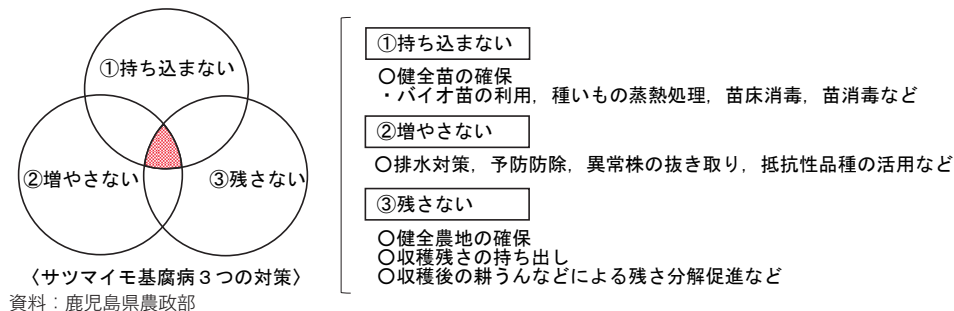 ①持ち込まない
②増やさない
③残さない
〈サツマイモ基腐病３つの対策〉
資料：鹿児島県農政部
①持ち込まない
〇健全苗の確保
・バイオ苗の利用，種いもの蒸熱処理，苗床消毒，苗消毒など
②増やさない
〇排水対策，予防防除，異常株の抜き取り，抵抗性品種の活用など
③残さない
〇健全農地の確保
〇収穫残さの持ち出し
〇収穫後の耕うんなどによる残さ分解促進など